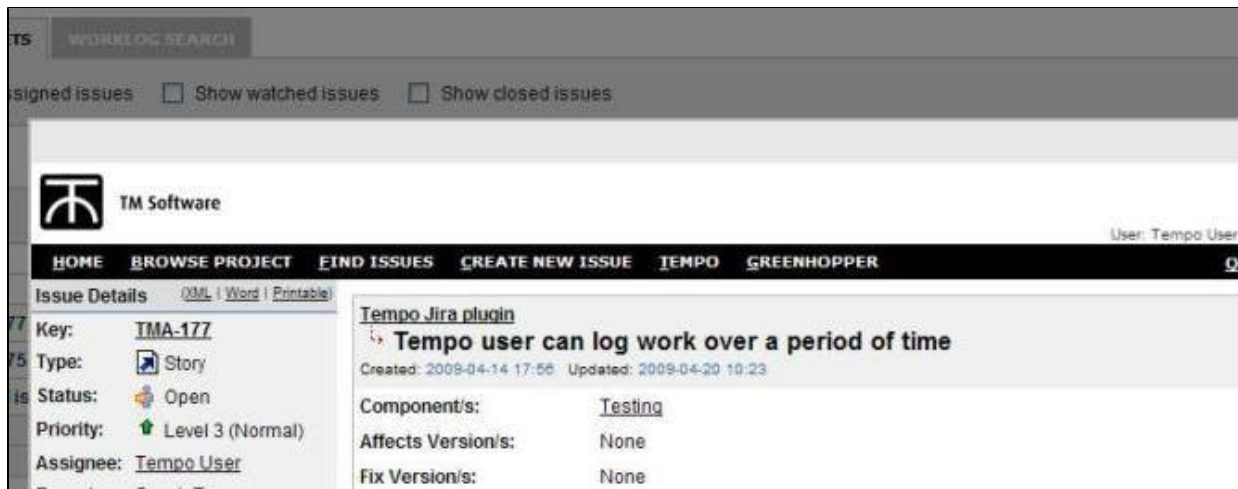 TS WORKLOG SEARCH
ssigned issues Show watched issues Show closed issues
TM Software
User: Tempo User
HOME BROWSE PROJECT FIND ISSUES CREATE NEW ISSUE TEMPO GREENHOPPER Q
Issue Details (XML | Word | Printable)
77 Key: TMA-177
75 Type: Story
is Status: Open
Priority: Level 3 (Normal)
Assignee: Tempo User
Tempo Jira plugin
Tempo user can log work over a period of time
Created: 2009-04-14 17:56 Updated: 2009-04-20 10:23
Component/s: Testing
Affects Version/s: None
Fix Version/s: None